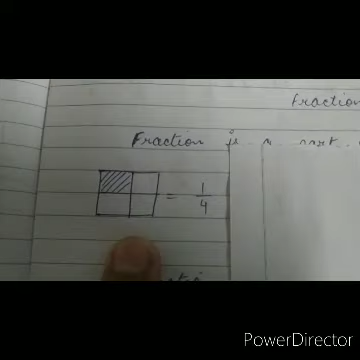 Fraction
Fraction is a part
= 1/4
PowerDirector